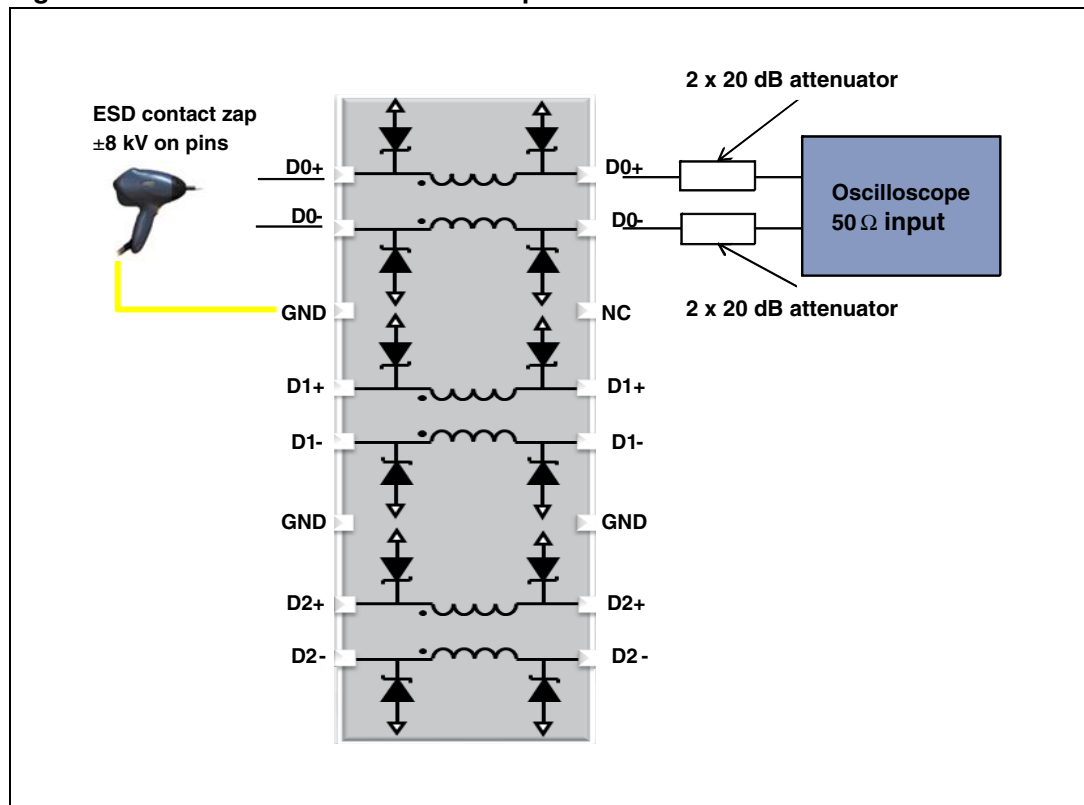 2 x 20 dB attenuator
ESD contact zap
±8 kV on pins
D0+
D0+
Oscilloscope
50 Ω input
D0-
D0-
GND
NC
2 x 20 dB attenuator
D1+
D1+
D1-
D1-
GND
GND
D2+
D2+
D2-
D2 -